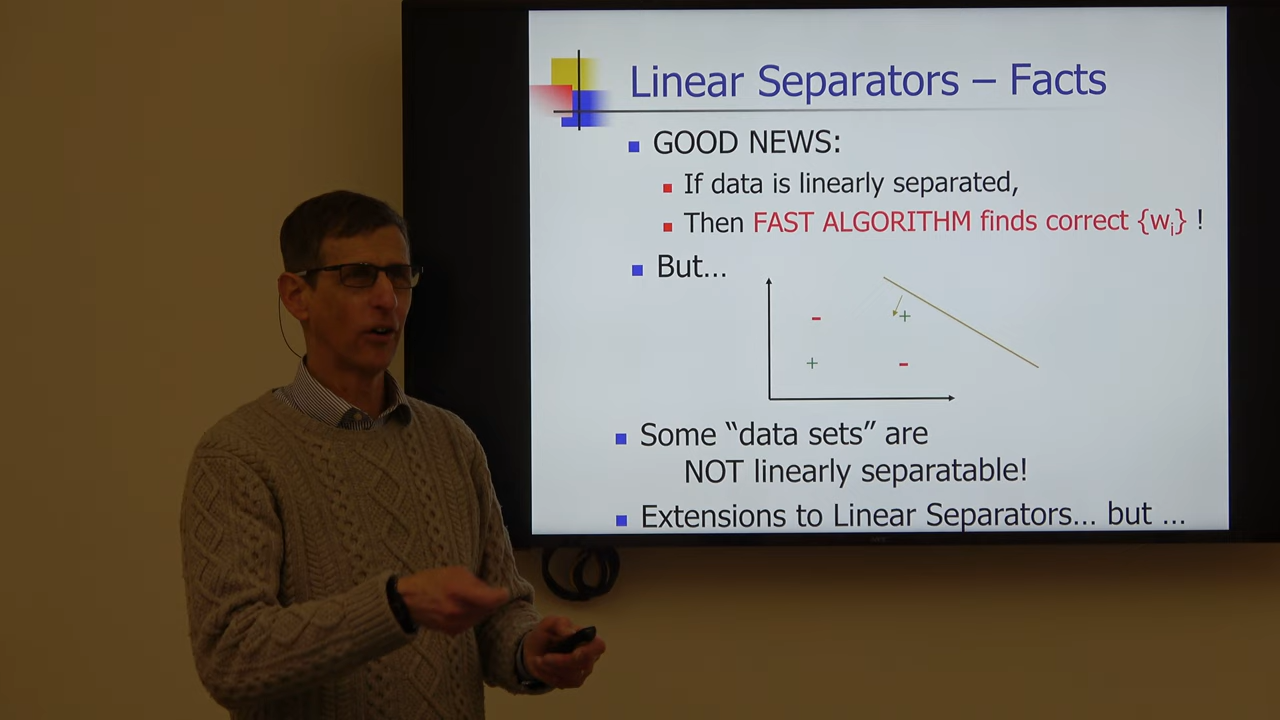 Linear Separators – Facts
GOOD NEWS:
If data is linearly separated,
Then FAST ALGORITHM finds correct {wᵢ} !
But…
- +
+ -
Some “data sets” are
NOT linearly separatable!
Extensions to Linear Separators… but …
NEC